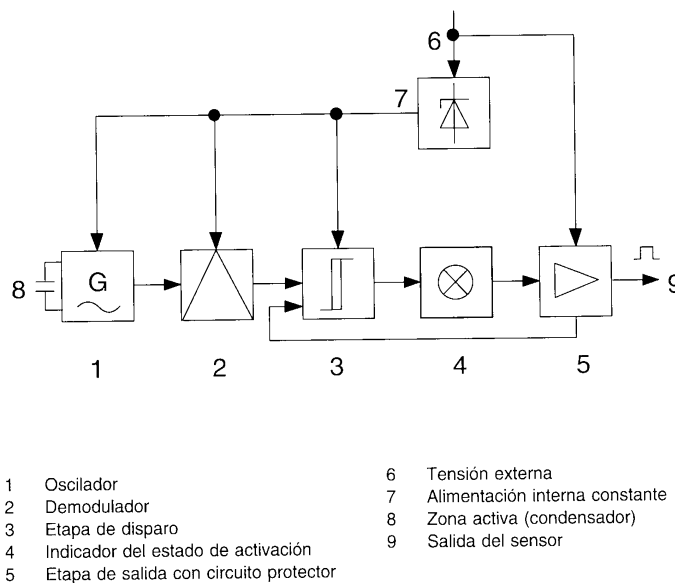 6
7
G
8
9
1
2
3
4
5
1 Oscilador
2 Demodulador
3 Etapa de disparo
4 Indicador del estado de activación
5 Etapa de salida con circuito protector
6 Tensión externa
7 Alimentación interna constante
8 Zona activa (condensador)
9 Salida del sensor